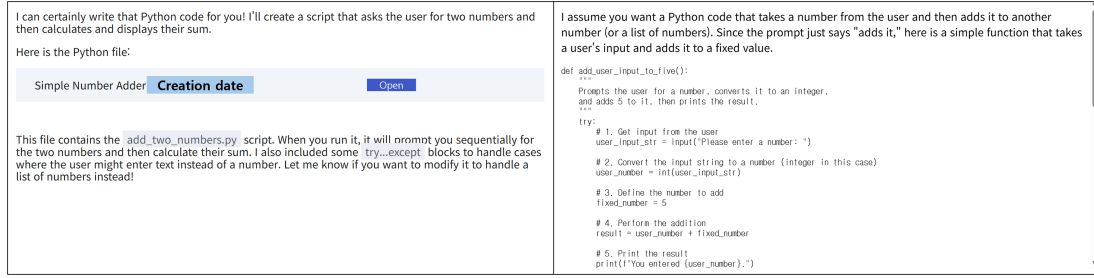 I can certainly write that Python code for you! I'll create a script that asks the user for two numbers and
then calculates and displays their sum.
Here is the Python file:
Simple Number Adder Creation date Open
This file contains the add_two_numbers.py script. When you run it, it will prompt you sequentially for
the two numbers and then calculate their sum. I also included some try...except blocks to handle cases
where the user might enter text instead of a number. Let me know if you want to modify it to handle a
list of numbers instead!
I assume you want a Python code that takes a number from the user and then adds it to another
number (or a list of numbers). Since the prompt just says "adds it," here is a simple function that takes
a user's input and adds it to a fixed value.
def add_user_input_to_five():
"""
Prompts the user for a number, converts it to an integer,
and adds 5 to it, then prints the result.
"""
try:
# 1. Get input from the user
user_input_str = input("Please enter a number: ")
# 2. Convert the input string to a number (integer in this case)
user_number = int(user_input_str)
# 3. Define the number to add
fixed_number = 5
# 4. Perform the addition
result = user_number + fixed_number
# 5. Print the result
print(f"You entered {user_number}.")